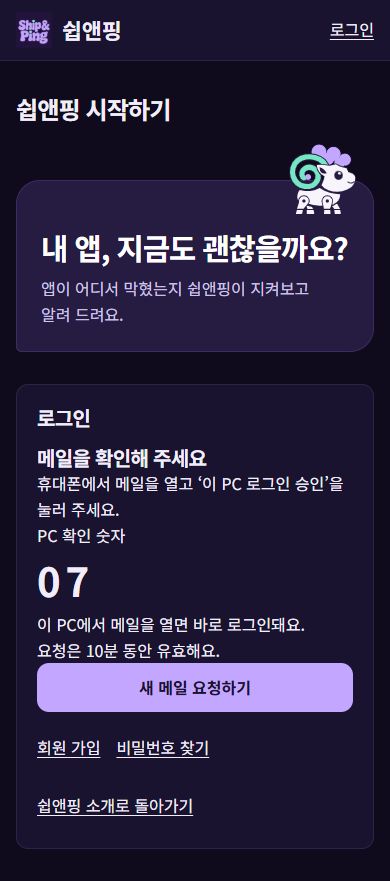 Ship&
Ping
쉽앤핑
로그인
쉽앤핑 시작하기
내 앱, 지금도 괜찮을까요?
앱이 어디서 막혔는지 쉽앤핑이 지켜보고
알려 드려요.
로그인
메일을 확인해 주세요
휴대폰에서 메일을 열고 ‘이 PC 로그인 승인’을
눌러 주세요.
PC 확인 숫자
07
이 PC에서 메일을 열면 바로 로그인돼요.
요청은 10분 동안 유효해요.
새 메일 요청하기
회원 가입 비밀번호 찾기
쉽앤핑 소개로 돌아가기